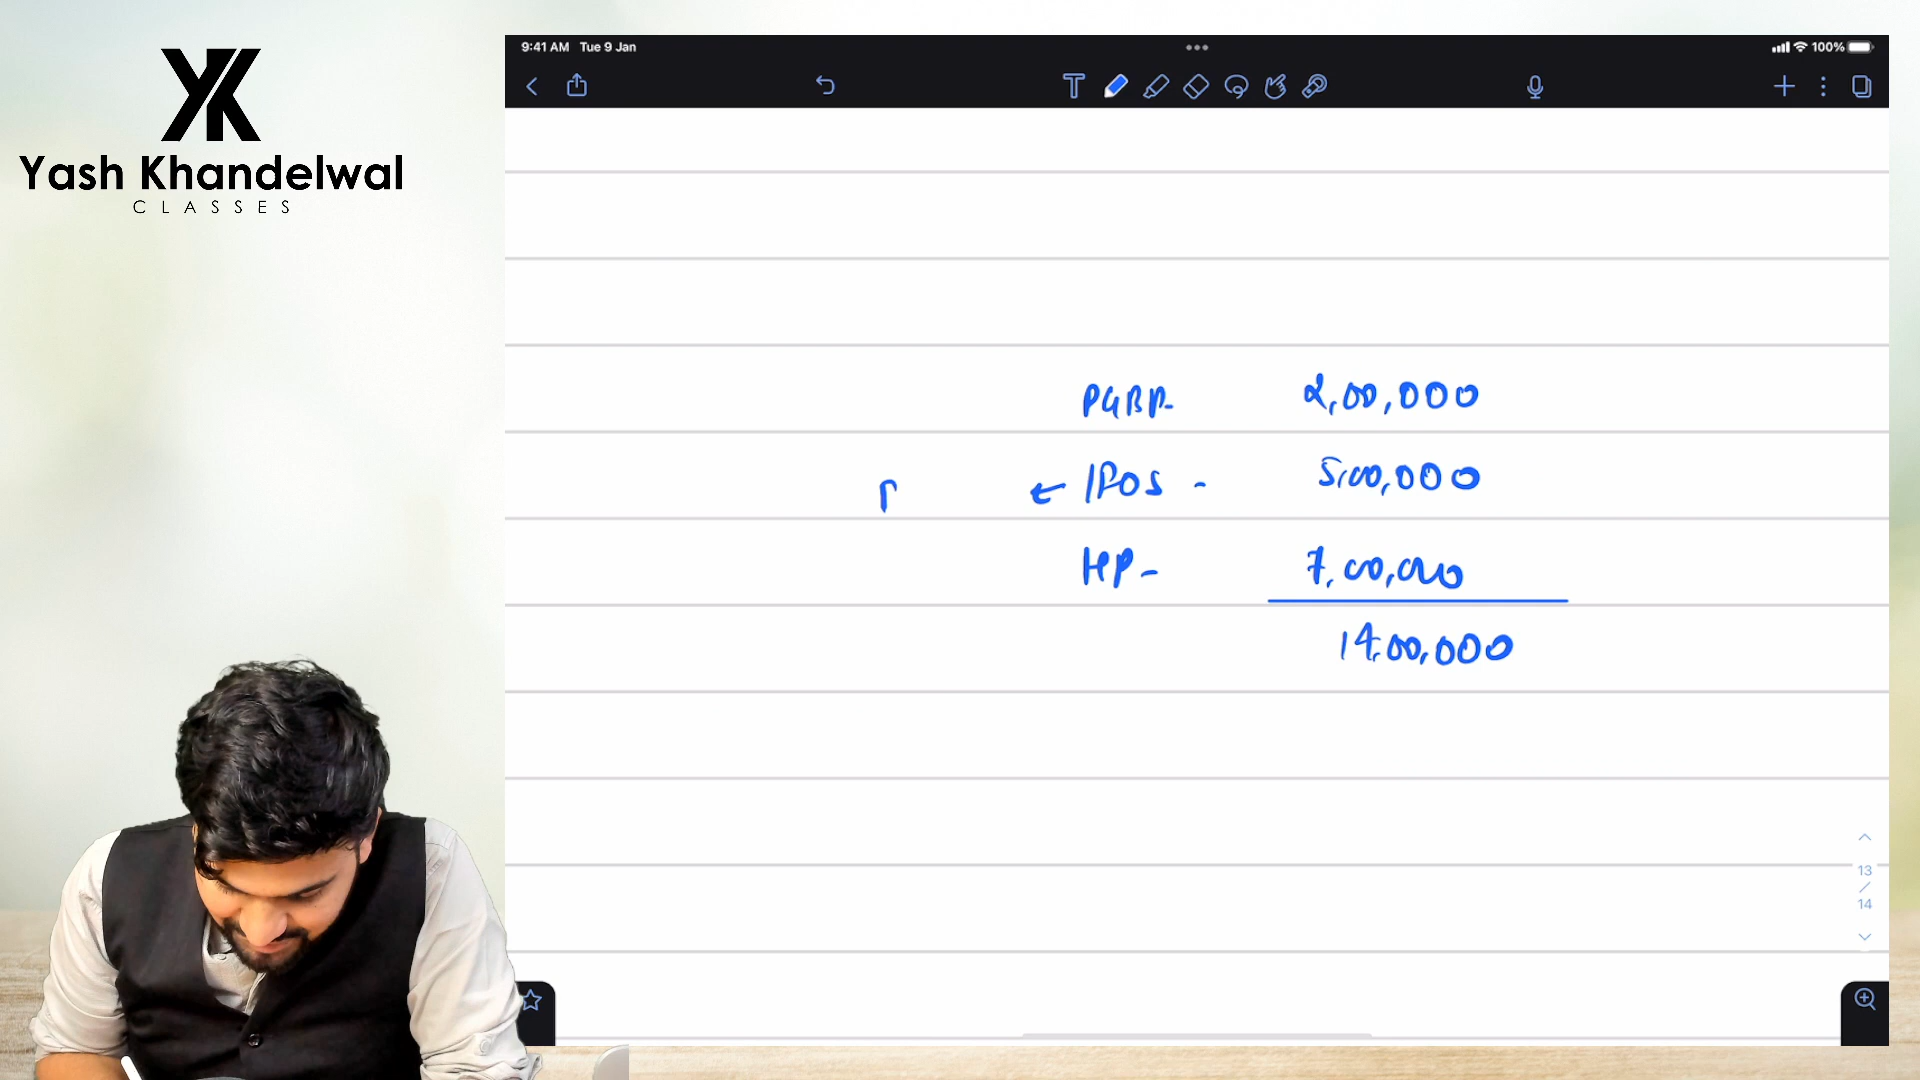 Yash Khandelwal
CLASSES
9:41 AM Tue 9 Jan
100%
PGBP- 2,00,000
← IFOS - 5,00,000
HP- 7,00,000
14,00,000
13
/
14